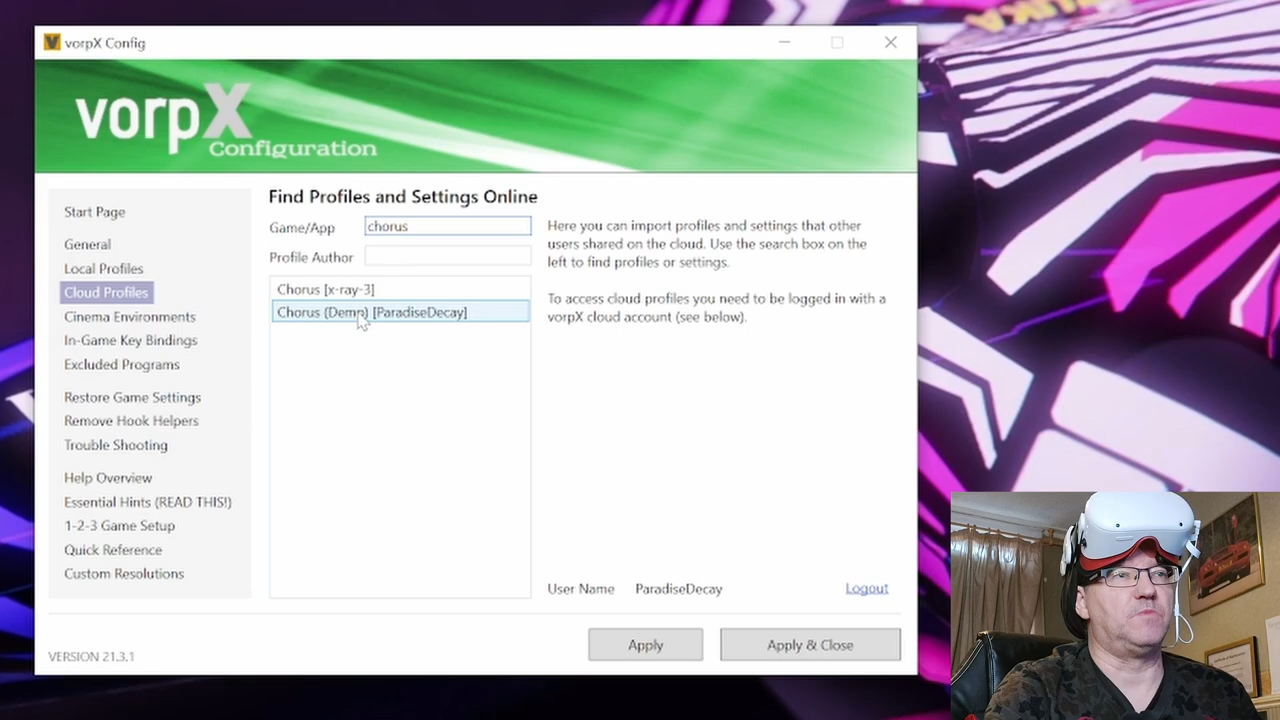 vorpX Config
vorpX
Configuration
Start Page
General
Local Profiles
Cloud Profiles
Cinema Environments
In-Game Key Bindings
Excluded Programs
Restore Game Settings
Remove Hook Helpers
Trouble Shooting
Help Overview
Essential Hints (READ THIS!)
1-2-3 Game Setup
Quick Reference
Custom Resolutions
VERSION 21.3.1
Find Profiles and Settings Online
Game/App chorus
Profile Author
Chorus [x-ray-3]
Chorus (Demo) [ParadiseDecay]
Here you can import profiles and settings that other
users shared on the cloud. Use the search box on the
left to find profiles or settings.
To access cloud profiles you need to be logged in with a
vorpX cloud account (see below).
User Name ParadiseDecay Logout
Apply Apply & Close